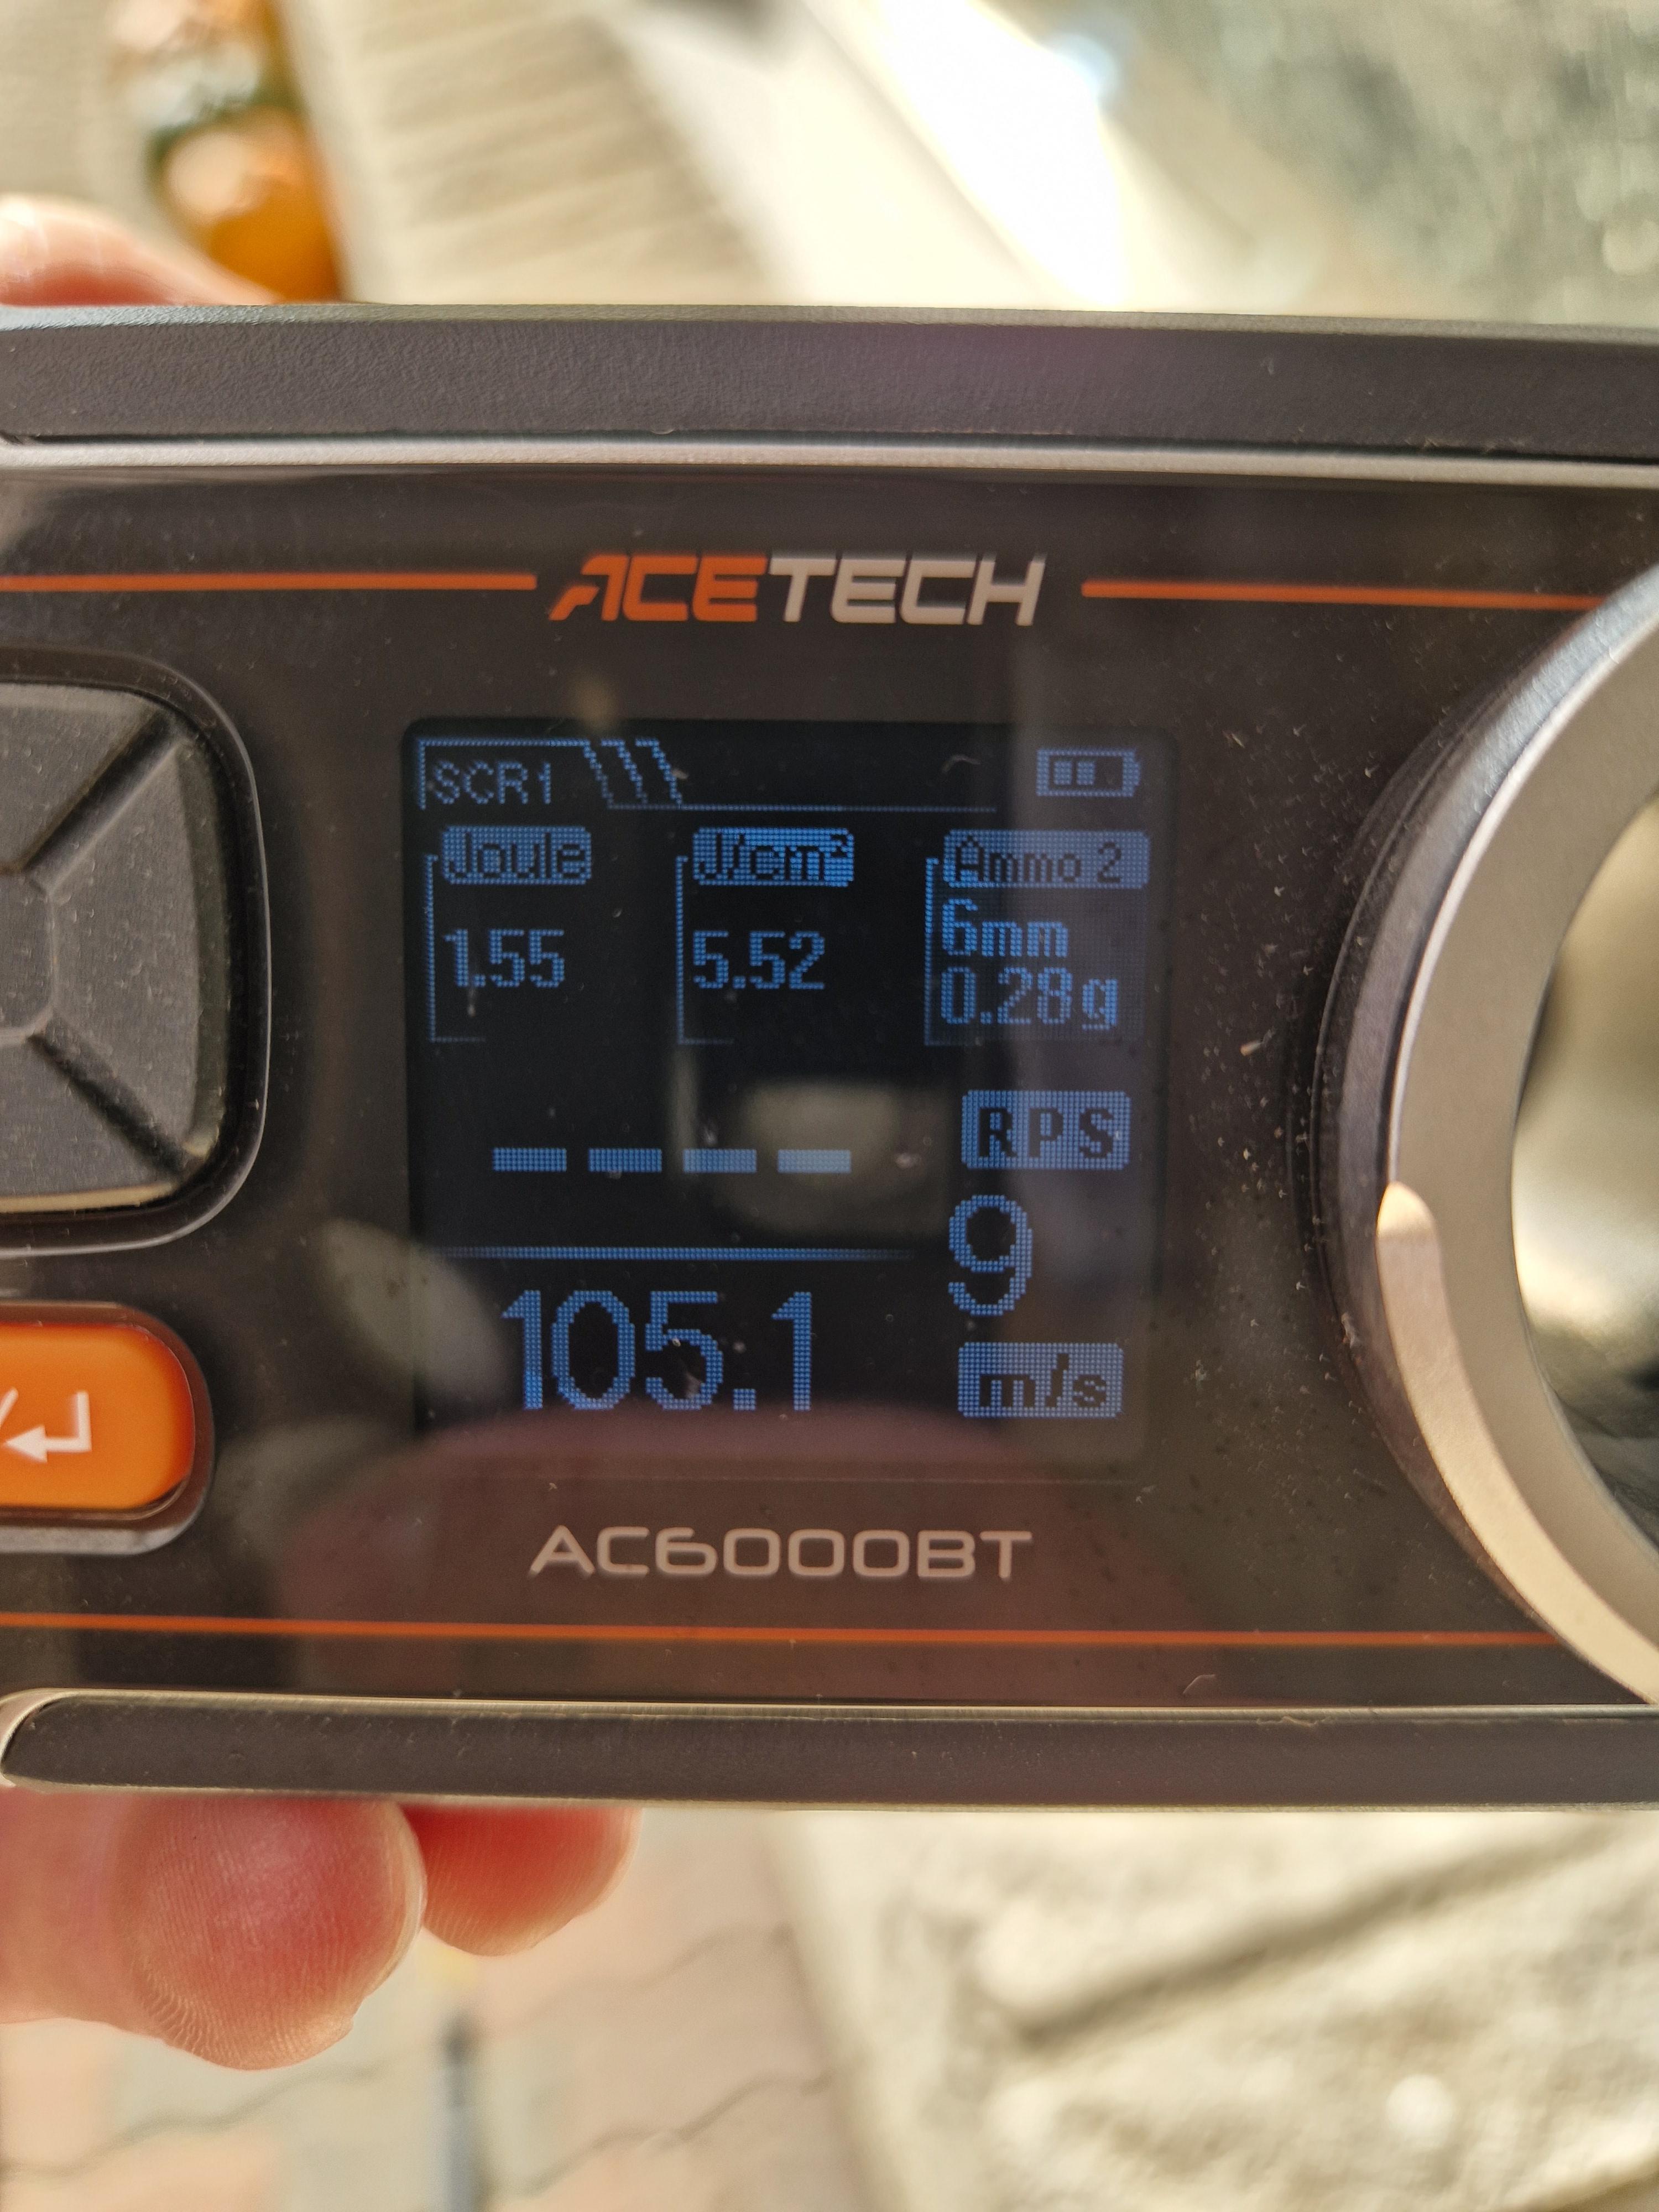 ACETECH
SCR1
Joule J/cm² Ammo 2
1.55 5.52 6mm
0.28g
---- RPS
9
105.1 m/s
AC6000BT